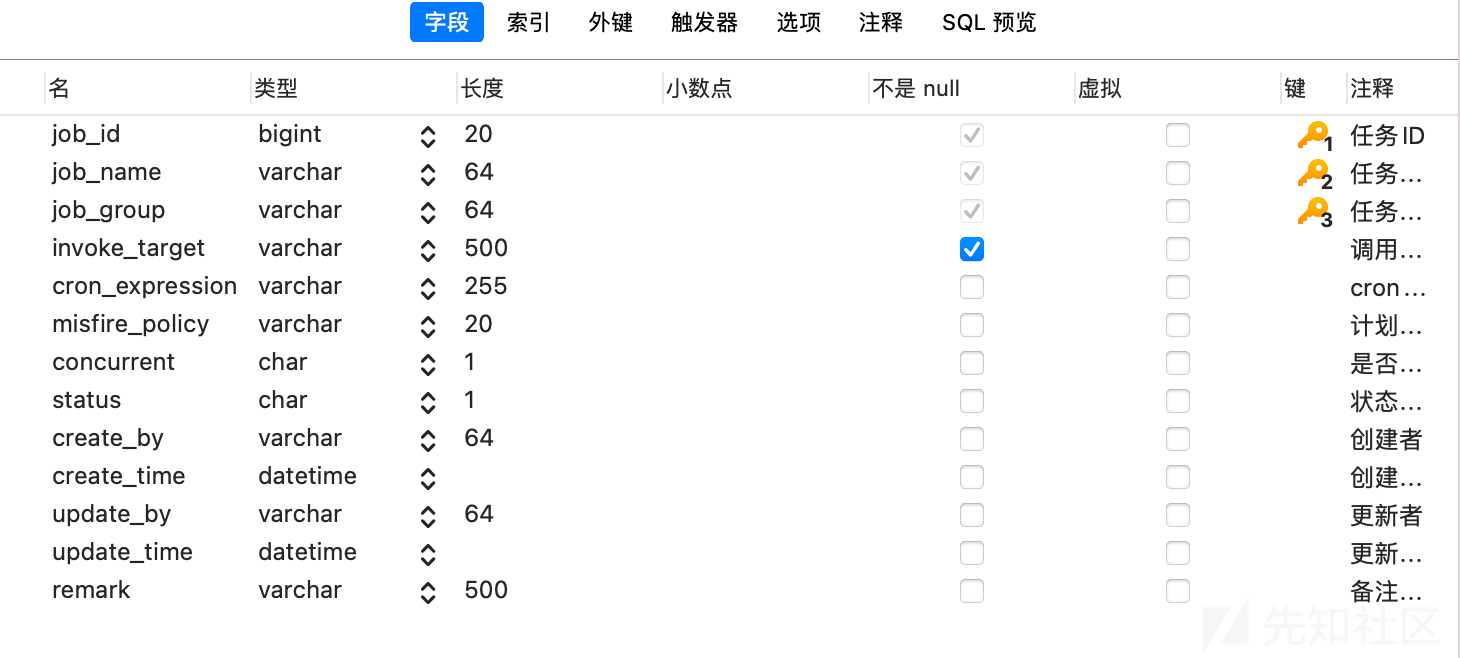 字段 索引 外键 触发器 选项 注释 SQL 预览
名 类型 长度 小数点 不是 null 虚拟 键 注释
job_id bigint 20 1 任务ID
job_name varchar 64 2 任务...
job_group varchar 64 3 任务...
invoke_target varchar 500 调用...
cron_expression varchar 255 cron...
misfire_policy varchar 20 计划...
concurrent char 1 是否...
status char 1 状态...
create_by varchar 64 创建者
create_time datetime 创建...
update_by varchar 64 更新者
update_time datetime 更新...
remark varchar 500 备注...
先知社区